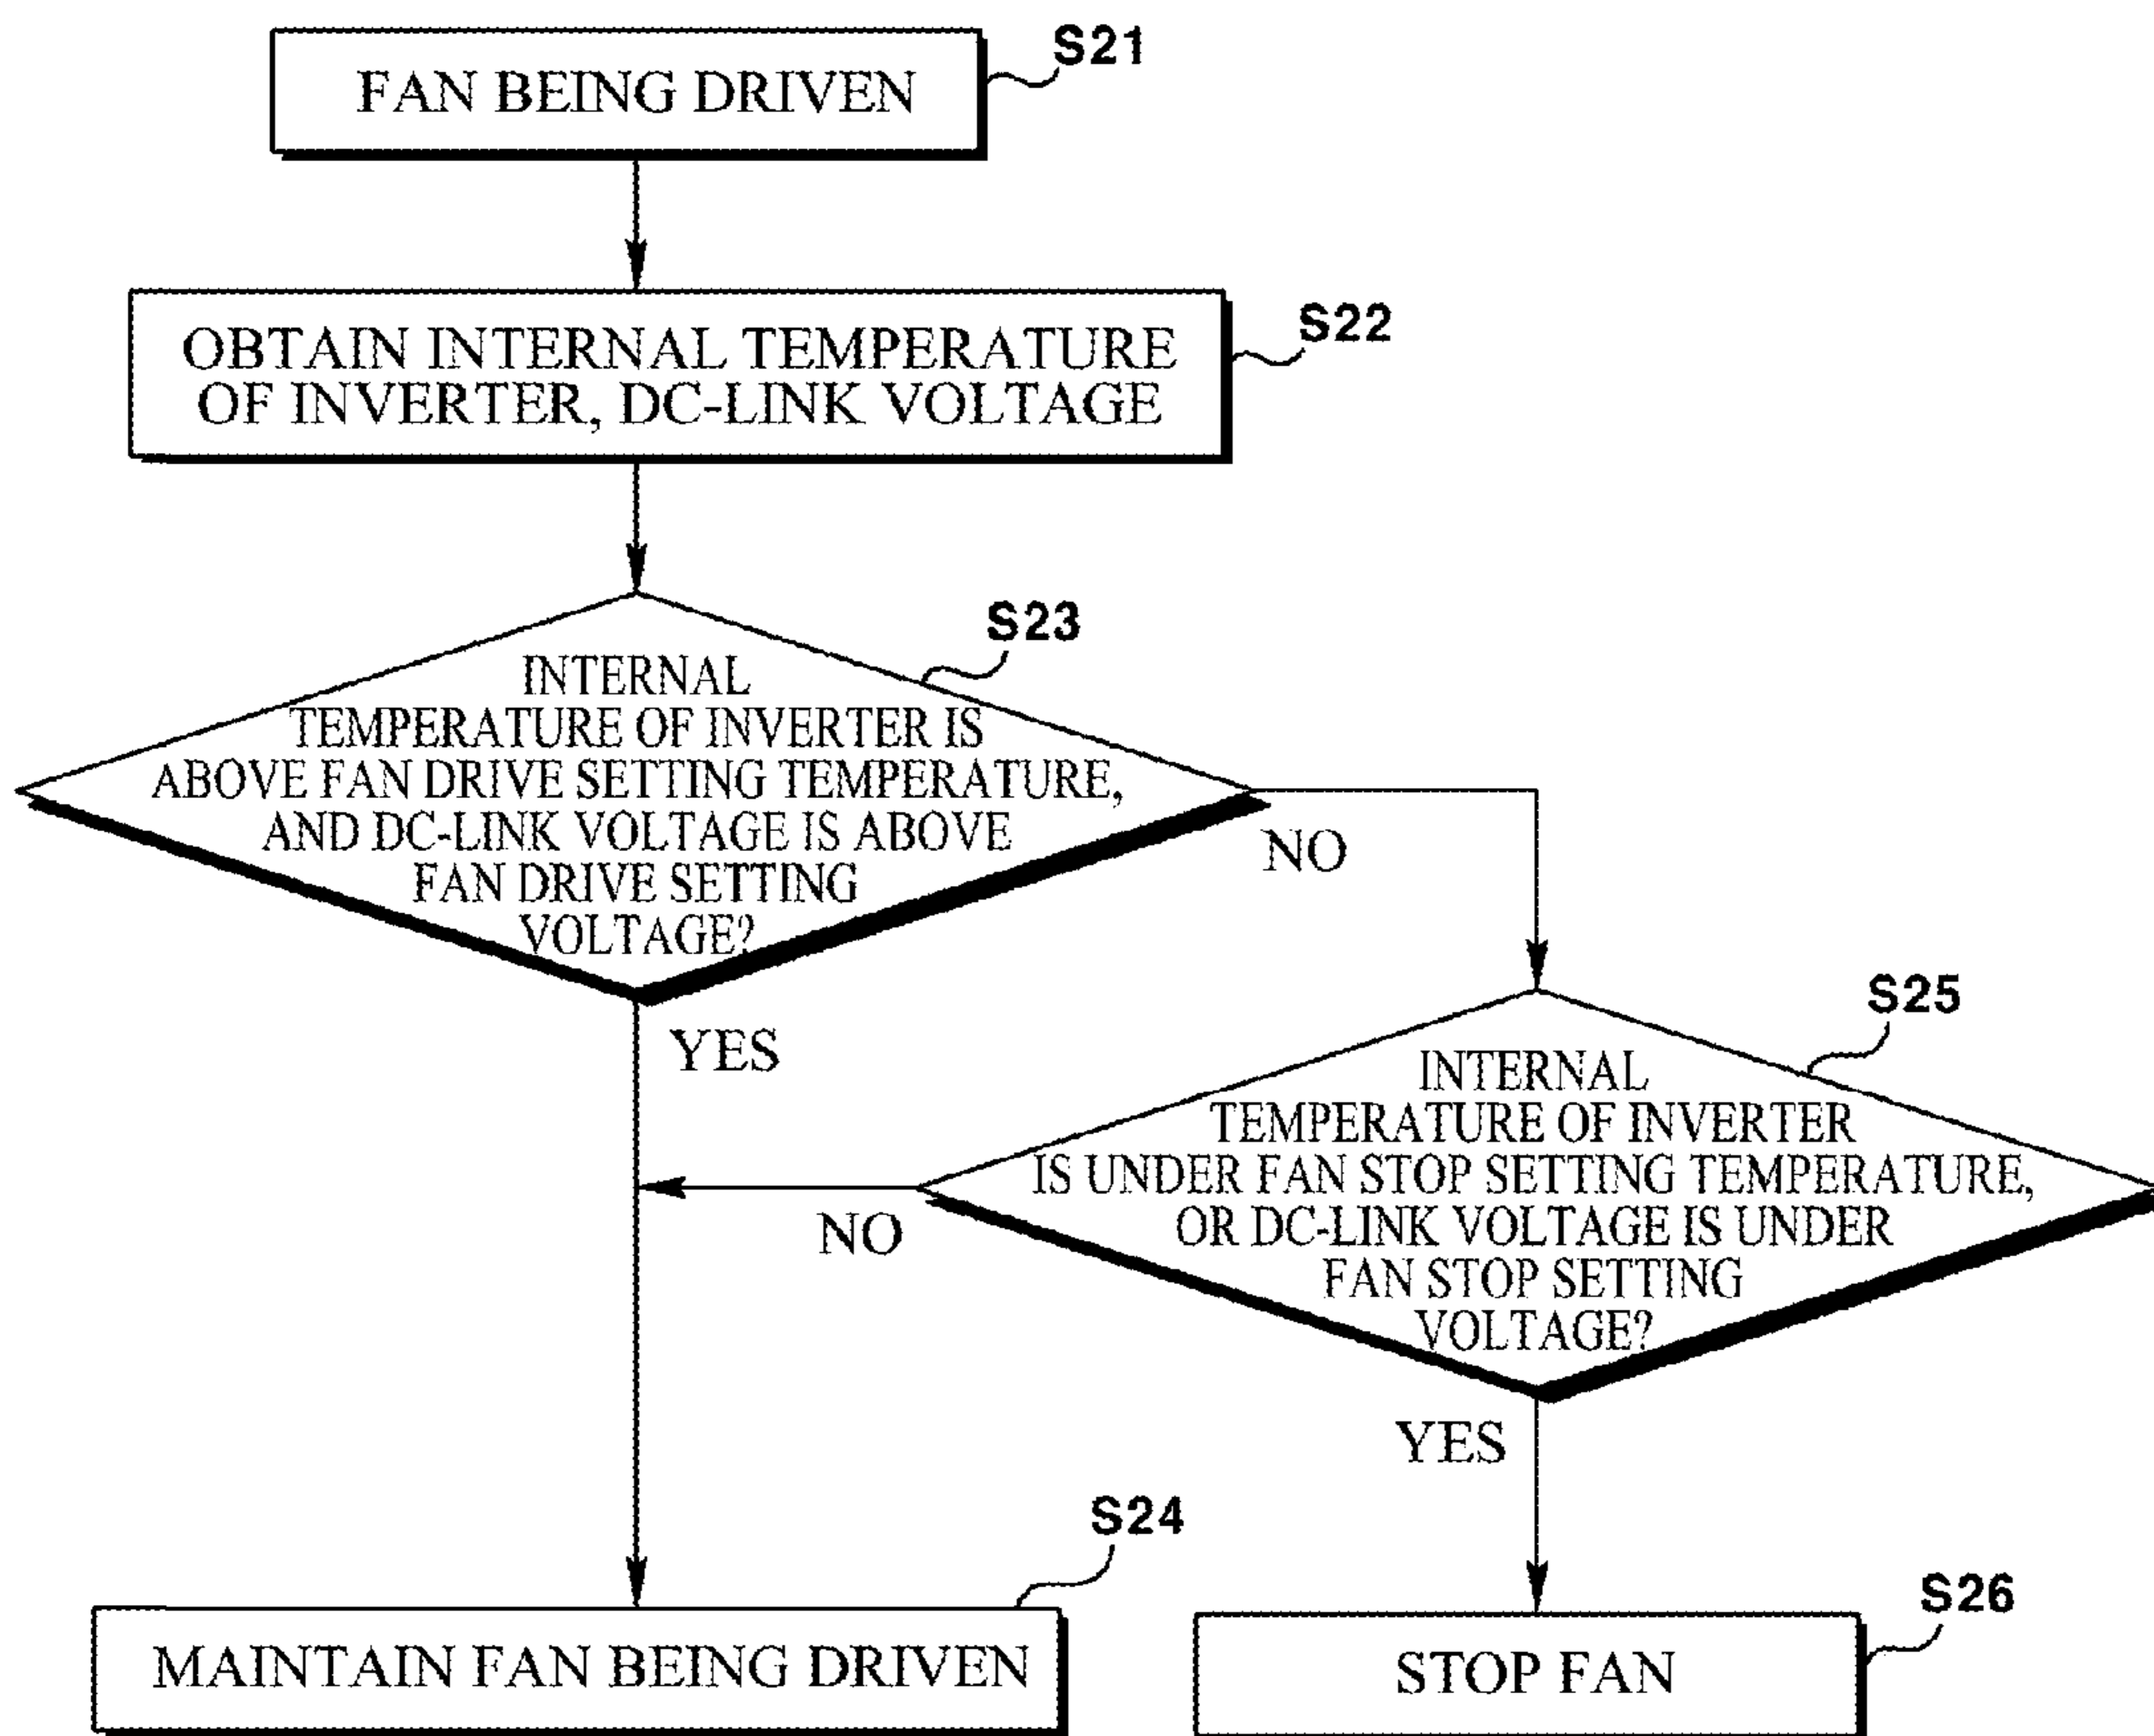 S21
FAN BEING DRIVEN
S22
OBTAIN INTERNAL TEMPERATURE
OF INVERTER, DC-LINK VOLTAGE
S23
INTERNAL
TEMPERATURE OF INVERTER IS
ABOVE FAN DRIVE SETTING TEMPERATURE,
AND DC-LINK VOLTAGE IS ABOVE
FAN DRIVE SETTING
VOLTAGE?
NO
YES
S25
INTERNAL
TEMPERATURE OF INVERTER
IS UNDER FAN STOP SETTING TEMPERATURE,
OR DC-LINK VOLTAGE IS UNDER
FAN STOP SETTING
VOLTAGE?
NO
YES
S24
MAINTAIN FAN BEING DRIVEN
S26
STOP FAN